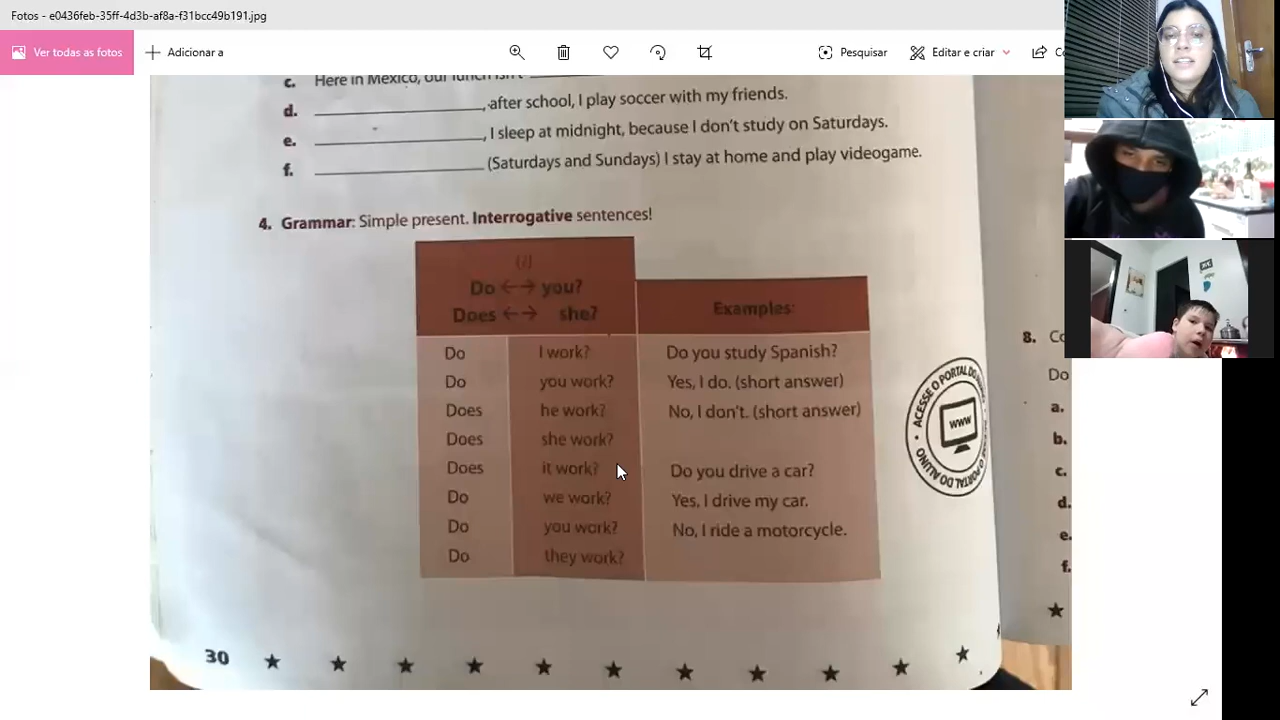 Fotos - e0436feb-35ff-4d3b-af8a-f31bcc49b191.jpg
Ver todas as fotos
Adicionar a
Pesquisar
Editar e criar
c. Here in Mexico, our lunch isn't
d. ____________, after school, I play soccer with my friends.
e. ____________, I sleep at midnight, because I don't study on Saturdays.
f. ____________ (Saturdays and Sundays) I stay at home and play videogame.
4. Grammar: Simple present. Interrogative sentences!
(?)
Do ←→ you?
Does ←→ she?
Examples:
Do I work? Do you study Spanish?
Do you work? Yes, I do. (short answer)
Does he work? No, I don't. (short answer)
Does she work?
Does it work? Do you drive a car?
Do we work? Yes, I drive my car.
Do you work? No, I ride a motorcycle.
Do they work?
ACESSE O PORTAL DO ALUNO
WWW
8.
Do
a.
b.
c.
d.
e.
f.
30